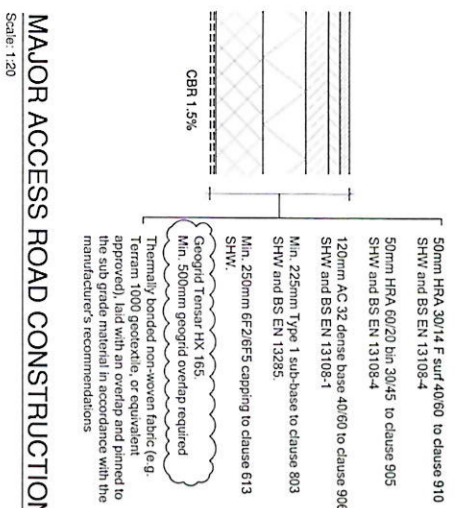 50mm HRA 30/14 F surf 40/60 to clause 910
SHW and BS EN 13108-4
50mm HRA 60/20 bin 30/45 to clause 905
SHW and BS EN 13108-4
120mm AC 32 dense base 40/60 to clause 906
SHW and BS EN 13108-1
Min. 225mm Type 1 sub-base to clause 803
SHW and BS EN 13285.
Min. 250mm 6F2/6F5 capping to clause 613
SHW.
Geogrid Tensar HX 165.
Min. 500mm geogrid overlap required
Thermally bonded non-woven fabric (e.g.
Terram 1000 geotextile, or equivalent
approved), laid with an overlap and pinned to
the sub grade material in accordance with the
manufacturer's recommendations
CBR 1.5%
MAJOR ACCESS ROAD CONSTRUCTION
Scale: 1:20